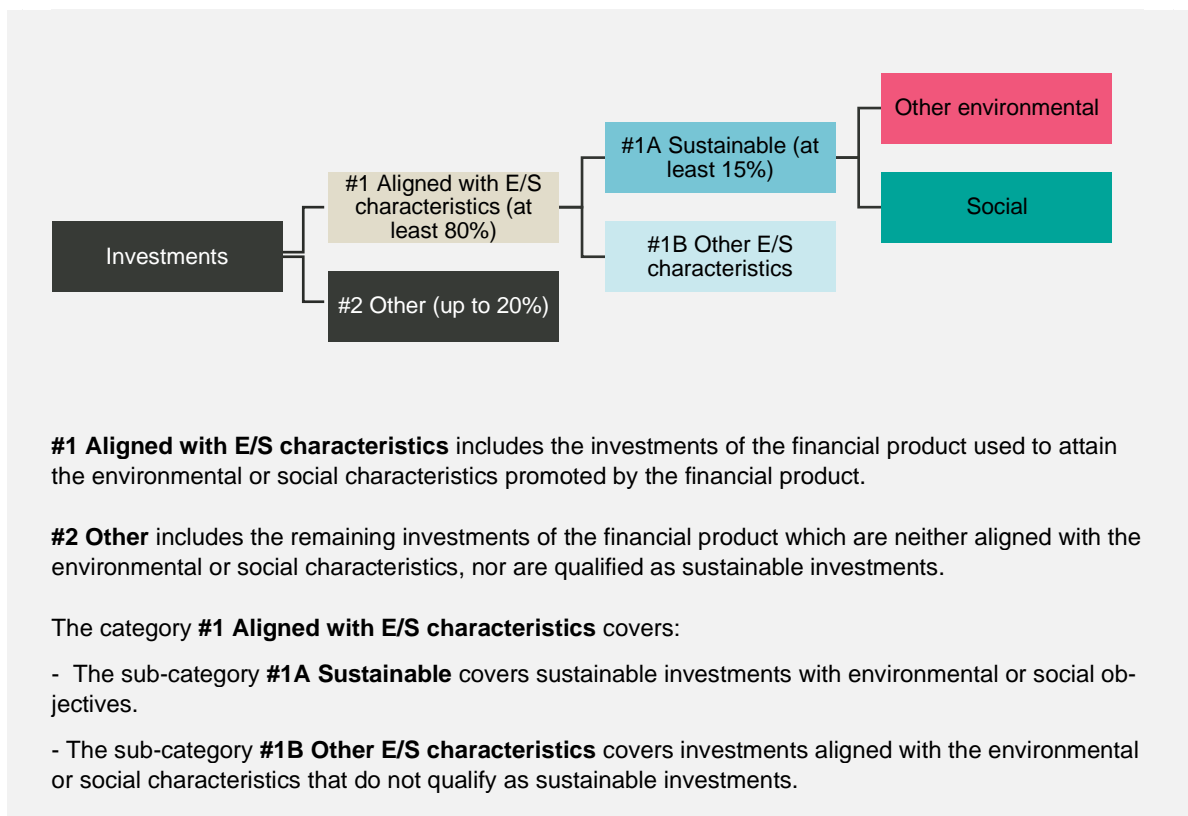 Other environmental
#1A Sustainable (at
least 15%)
#1 Aligned with E/S
characteristics (at
least 80%)
Social
Investments
#1B Other E/S
characteristics
#2 Other (up to 20%)
#1 Aligned with E/S characteristics includes the investments of the financial product used to attain
the environmental or social characteristics promoted by the financial product.
#2 Other includes the remaining investments of the financial product which are neither aligned with the
environmental or social characteristics, nor are qualified as sustainable investments.
The category #1 Aligned with E/S characteristics covers:
- The sub-category #1A Sustainable covers sustainable investments with environmental or social ob-
jectives.
- The sub-category #1B Other E/S characteristics covers investments aligned with the environmental
or social characteristics that do not qualify as sustainable investments.